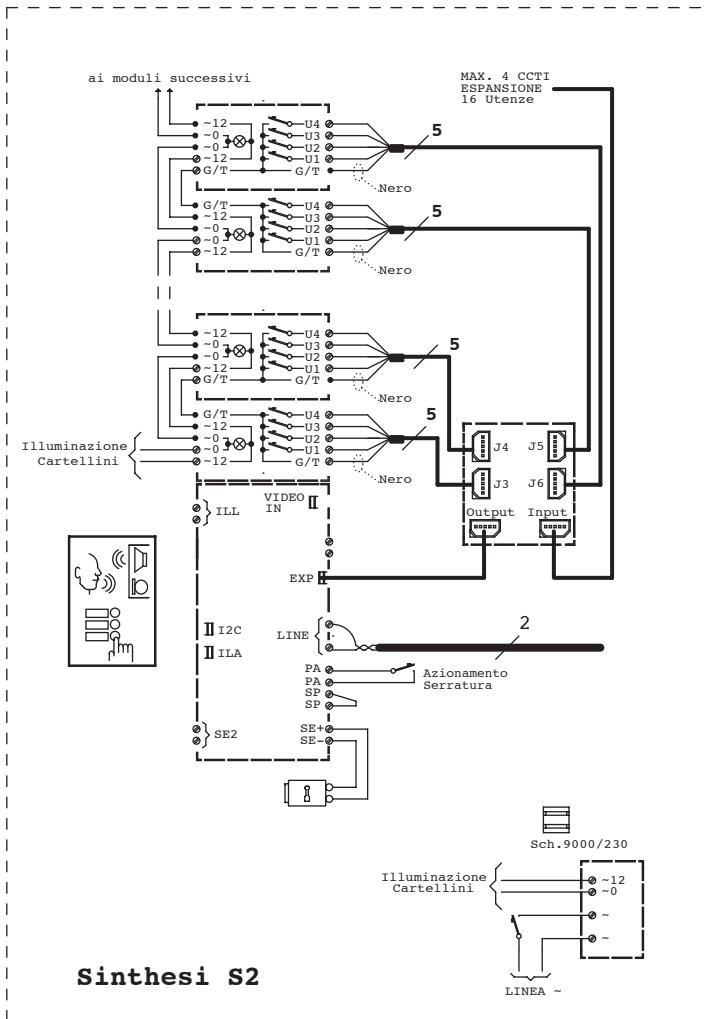 ai moduli successivi
MAX. 4 CCTI
ESPANSIONE
16 Utenze
~12
~0
~0
~12
G/T
U4
U3
U2
U1
G/T
5
Nero
G/T
~12
~0
~0
~12
U4
U3
U2
U1
G/T
5
Nero
~12
~0
~0
~12
G/T
U4
U3
U2
U1
G/T
5
Nero
G/T
~12
~0
~0
~12
U4
U3
U2
U1
G/T
5
Nero
Illuminazione
Cartellini
J4
J5
J3
J6
Output
Input
VIDEO
IN
ILL
EXP
I2C
ILA
LINE
2
PA
PA
SP
SP
Azionamento
Serratura
SE2
SE+
SE-
Sch.9000/230
Illuminazione
Cartellini
~12
~0
~
~
LINEA ~
Sinthesi S2